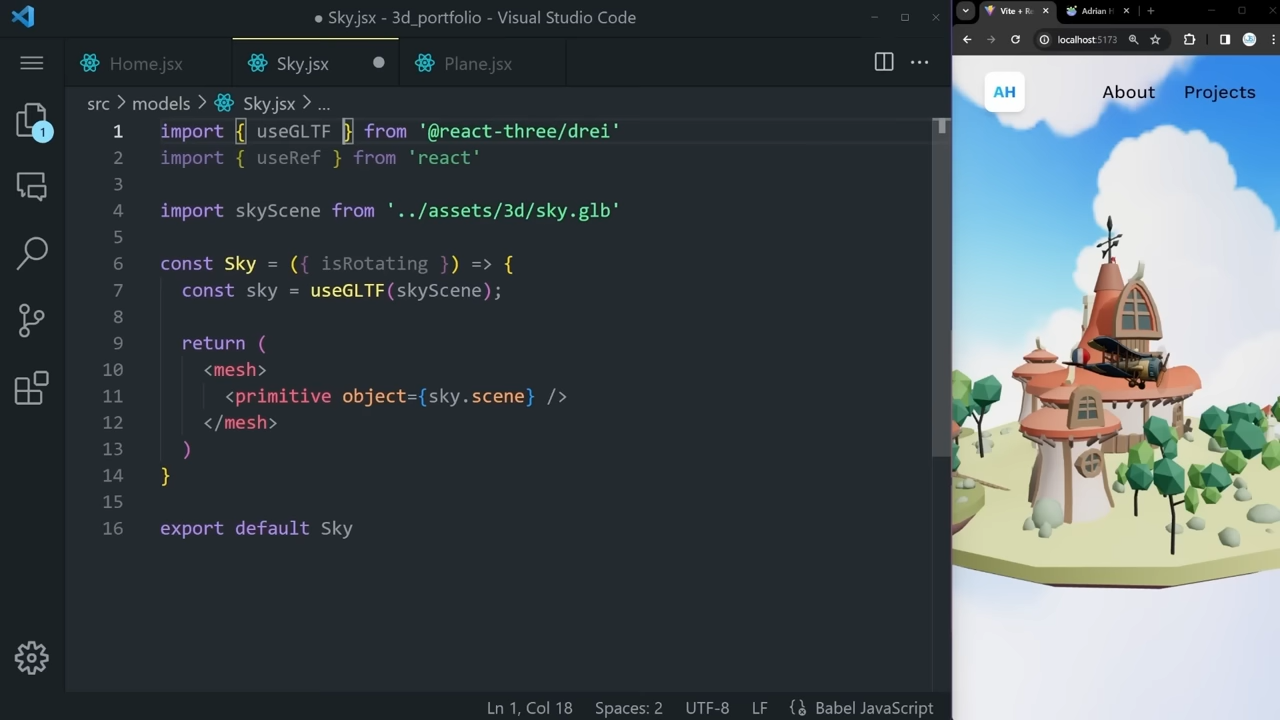 Sky.jsx - 3d_portfolio - Visual Studio Code
Home.jsx
Sky.jsx
Plane.jsx
src > models > Sky.jsx > ...
1 import { useGLTF } from '@react-three/drei'
2 import { useRef } from 'react'
3
4 import skyScene from '../assets/3d/sky.glb'
5
6 const Sky = ({ isRotating }) => {
7 const sky = useGLTF(skyScene);
8
9 return (
10 <mesh>
11 <primitive object={sky.scene} />
12 </mesh>
13 )
14 }
15
16 export default Sky
1
Ln 1, Col 18 Spaces: 2 UTF-8 LF Babel JavaScript
Vite + Re
Adrian H
localhost:5173
AH
About
Projects